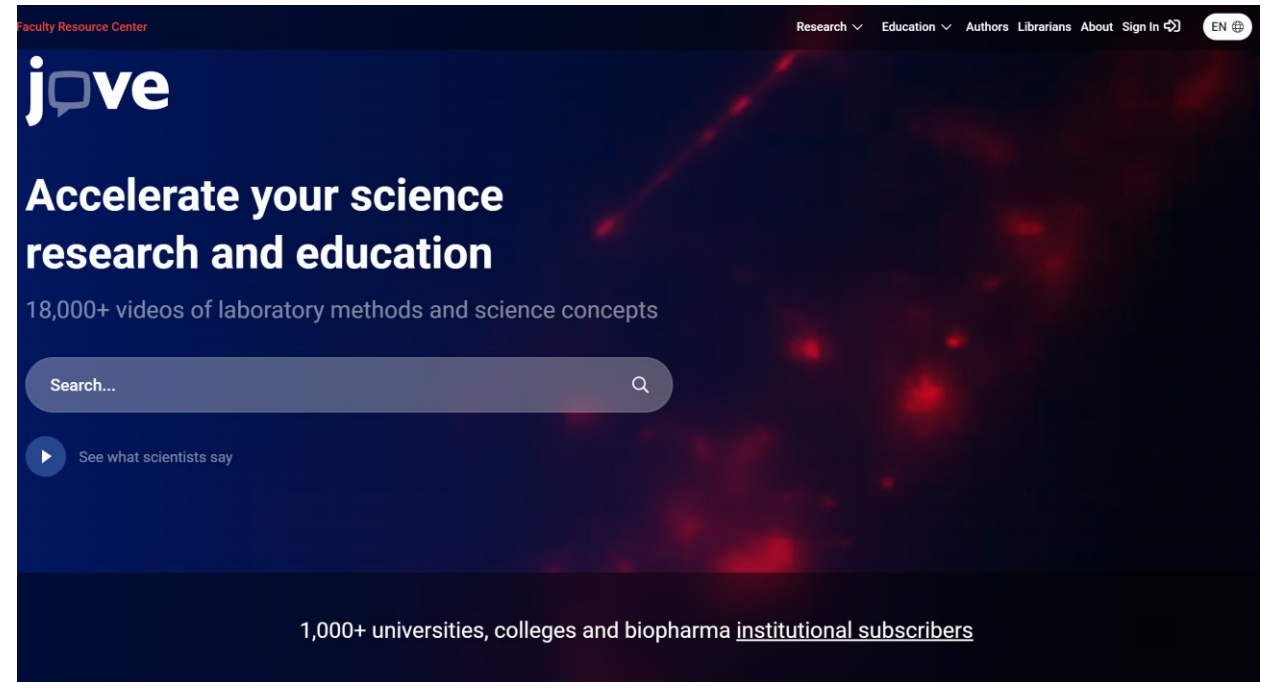 Faculty Resource Center
Research Education Authors Librarians About Sign In EN
jove
Accelerate your science
research and education
18,000+ videos of laboratory methods and science concepts
Search...
See what scientists say
1,000+ universities, colleges and biopharma institutional subscribers